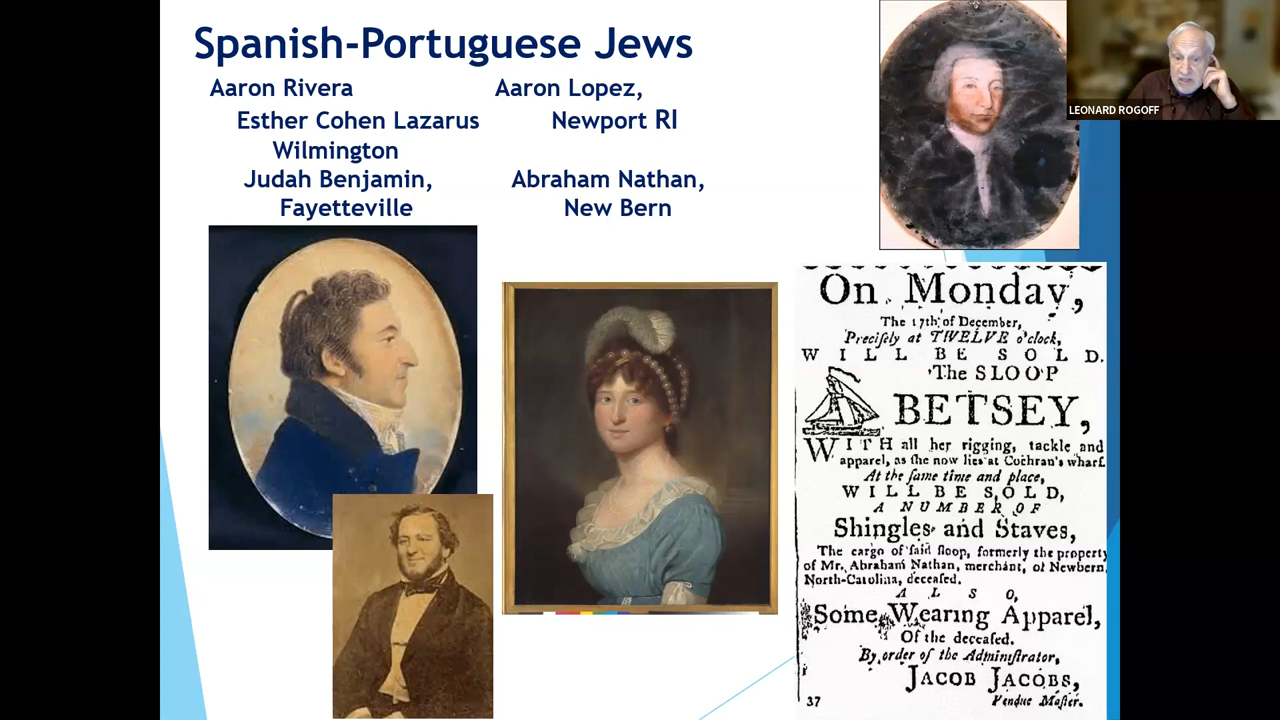 Spanish-Portuguese Jews
Aaron Rivera
Esther Cohen Lazarus
Wilmington
Judah Benjamin,
Fayetteville
Aaron Lopez,
Newport RI
Abraham Nathan,
New Bern
LEONARD ROGOFF
On Monday,
The 17th of December,
Preciſely at TWELVE o'clock,
WILL BE SOLD.
The SLOOP
BETSEY,
WITH all her rigging, tackle and
apparel, as ſhe now lies at Cochran's wharf.
At the ſame time and place,
WILL BE SOLD,
A NUMBER OF
Shingles and Staves,
The cargo of ſaid ſloop, formerly the property
of Mr. Abraham Nathan, merchant, of Newbern,
North-Carolina, deceaſed.
ALSO,
Some Wearing Apparel,
Of the deceaſed.
By order of the Adminiſtrator,
JACOB JACOBS,
37 Vendue Maſter.